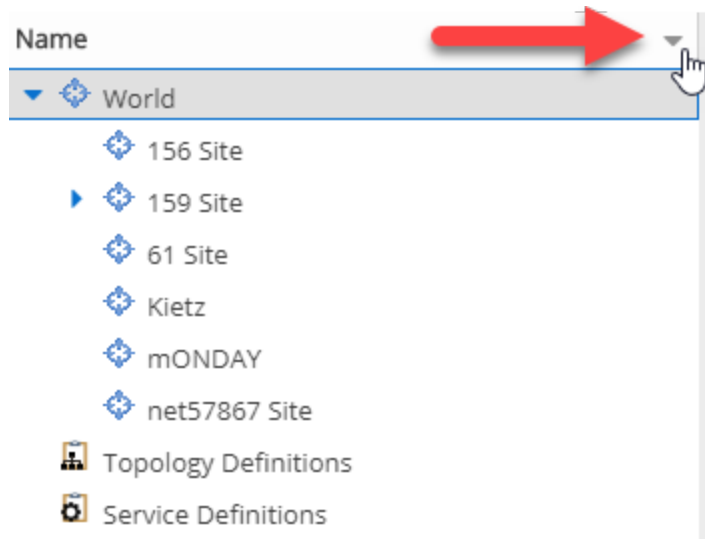 Name
World
156 Site
159 Site
61 Site
Kietz
mONDAY
net57867 Site
Topology Definitions
Service Definitions